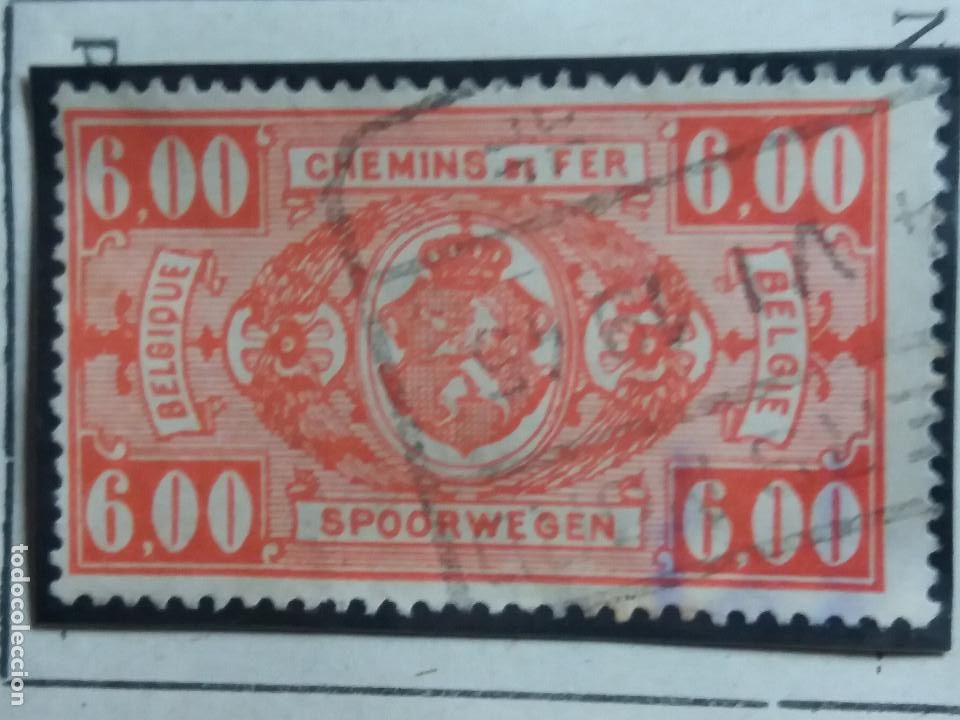 P
N
6,00 6,00
CHEMINS DE FER
BELGIQUE
BELGIE
SPOORWEGEN
6,00 6,00
todocoleccion